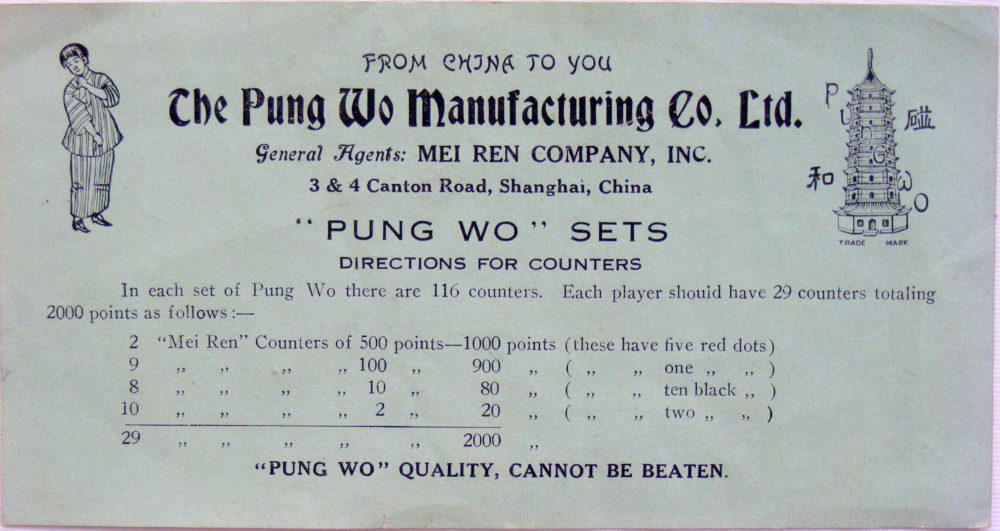 FROM CHINA TO YOU
The Pung Wo Manufacturing Co. Ltd.
General Agents: MEI REN COMPANY, INC.
3 & 4 Canton Road, Shanghai, China
PUNG WO
碰
和
TRADE MARK
"PUNG WO" SETS
DIRECTIONS FOR COUNTERS
In each set of Pung Wo there are 116 counters. Each player should have 29 counters totaling
2000 points as follows:—
2 "Mei Ren" Counters of 500 points—1000 points (these have five red dots)
9 ,, ,, ,, ,, 100 ,, 900 ,, ( ,, ,, one ,, ,, )
8 ,, ,, ,, ,, 10 ,, 80 ,, ( ,, ,, ten black ,, )
10 ,, ,, ,, ,, 2 ,, 20 ,, ( ,, ,, two ,, ,, )
29 ,, ,, ,, ,, ,, 2000 ,,
"PUNG WO" QUALITY, CANNOT BE BEATEN.